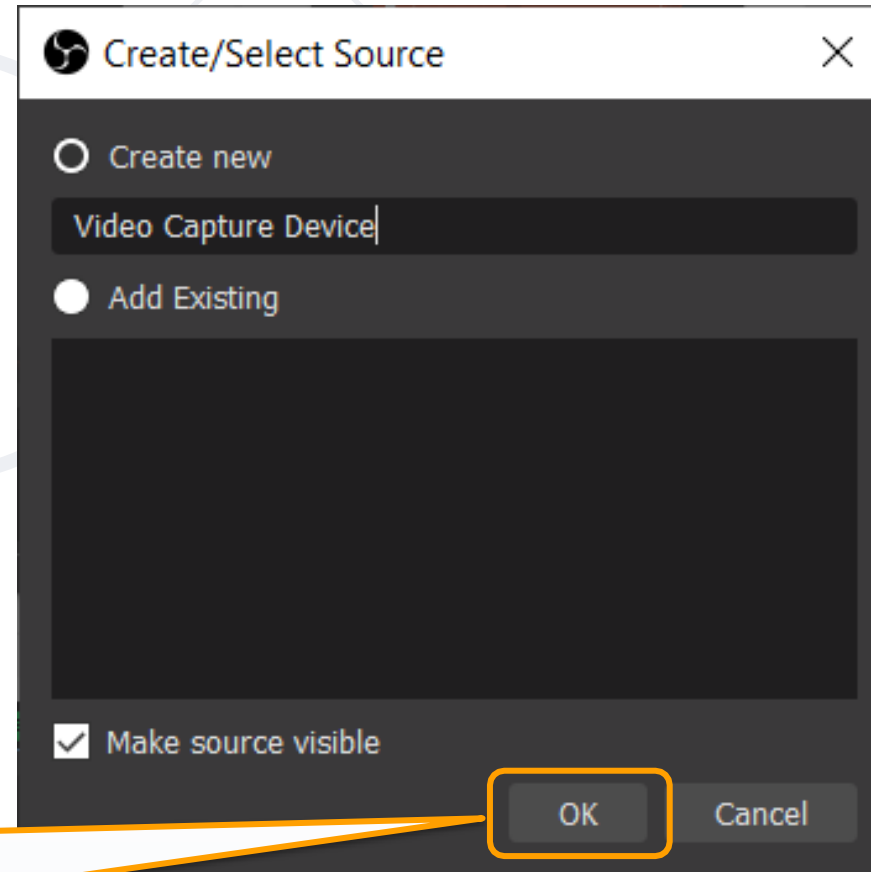 Create/Select Source
Create new
Video Capture Device
Add Existing
Make source visible
OK Cancel